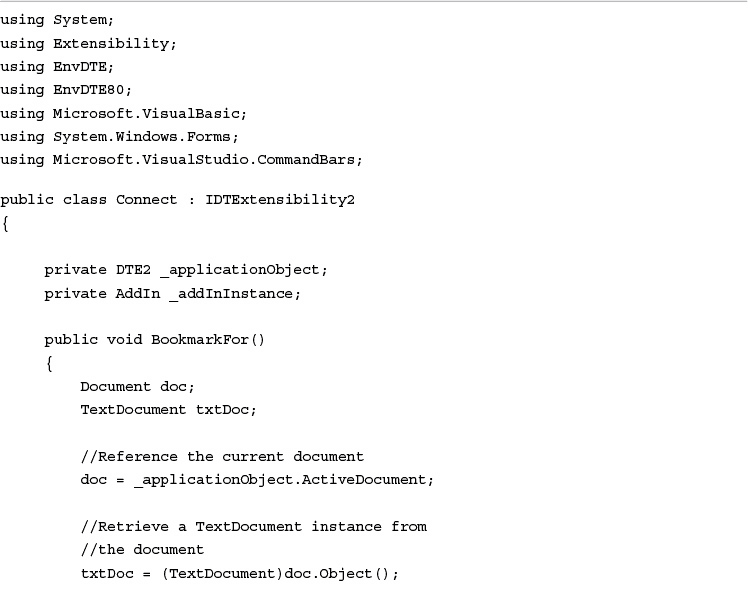 using System;
using Extensibility;
using EnvDTE;
using EnvDTE80;
using Microsoft.VisualBasic;
using System.Windows.Forms;
using Microsoft.VisualStudio.CommandBars;
public class Connect : IDTExtensibility2
{
private DTE2 _applicationObject;
private AddIn _addInInstance;
public void BookmarkFor()
{
Document doc;
TextDocument txtDoc;
//Reference the current document
doc = _applicationObject.ActiveDocument;
//Retrieve a TextDocument instance from
//the document
txtDoc = (TextDocument)doc.Object();